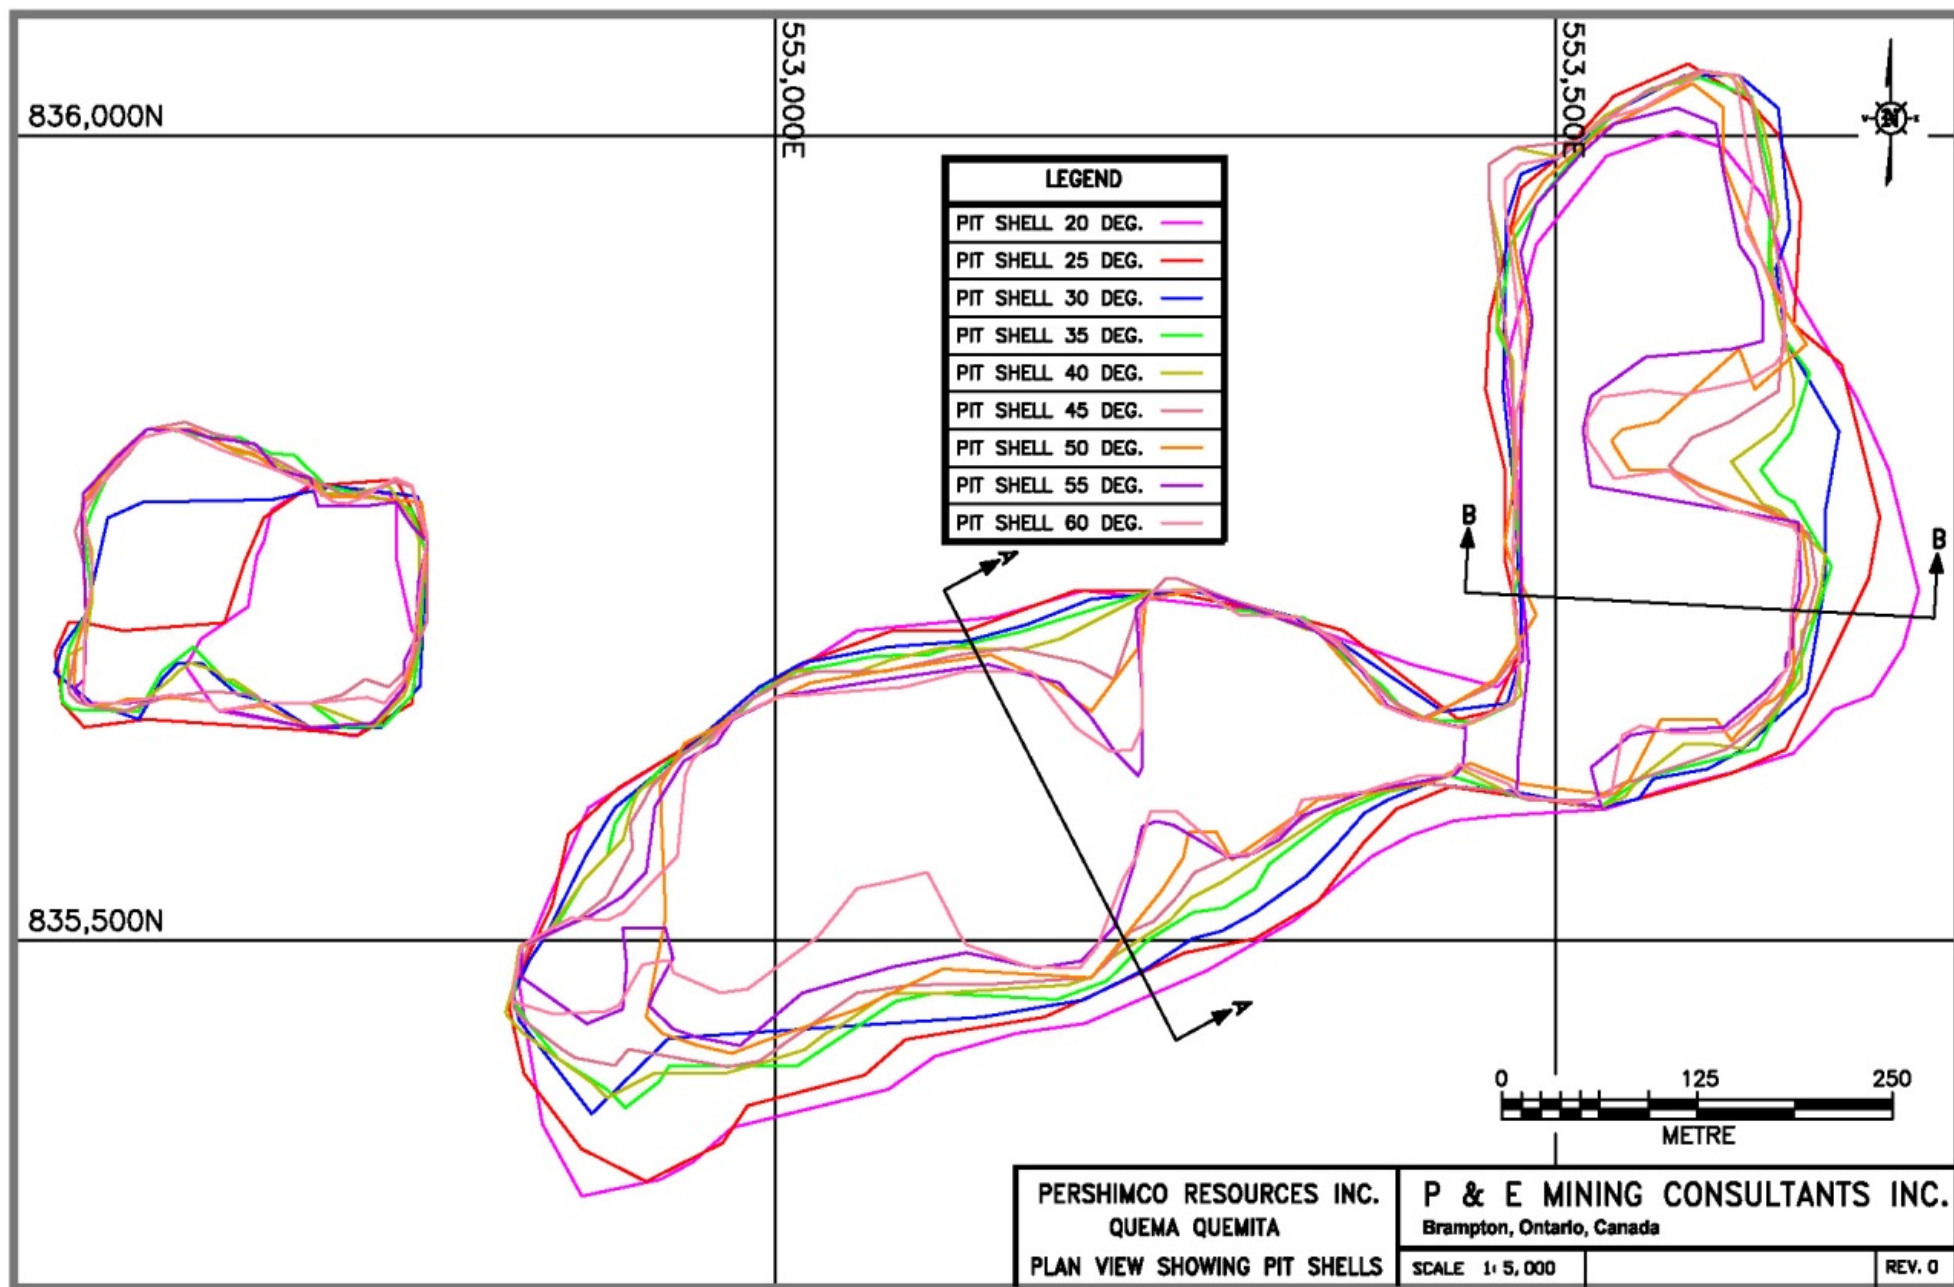 553,000E
553,500E
836,000N
N
LEGEND
PIT SHELL 20 DEG.
PIT SHELL 25 DEG.
PIT SHELL 30 DEG.
PIT SHELL 35 DEG.
PIT SHELL 40 DEG.
PIT SHELL 45 DEG.
PIT SHELL 50 DEG.
PIT SHELL 55 DEG.
PIT SHELL 60 DEG.
B
B
A
835,500N
A
0 125 250
METRE
PERSHIMCO RESOURCES INC.
QUEMA QUEMITA
PLAN VIEW SHOWING PIT SHELLS
P & E MINING CONSULTANTS INC.
Brampton, Ontario, Canada
SCALE 1:5,000
REV. 0